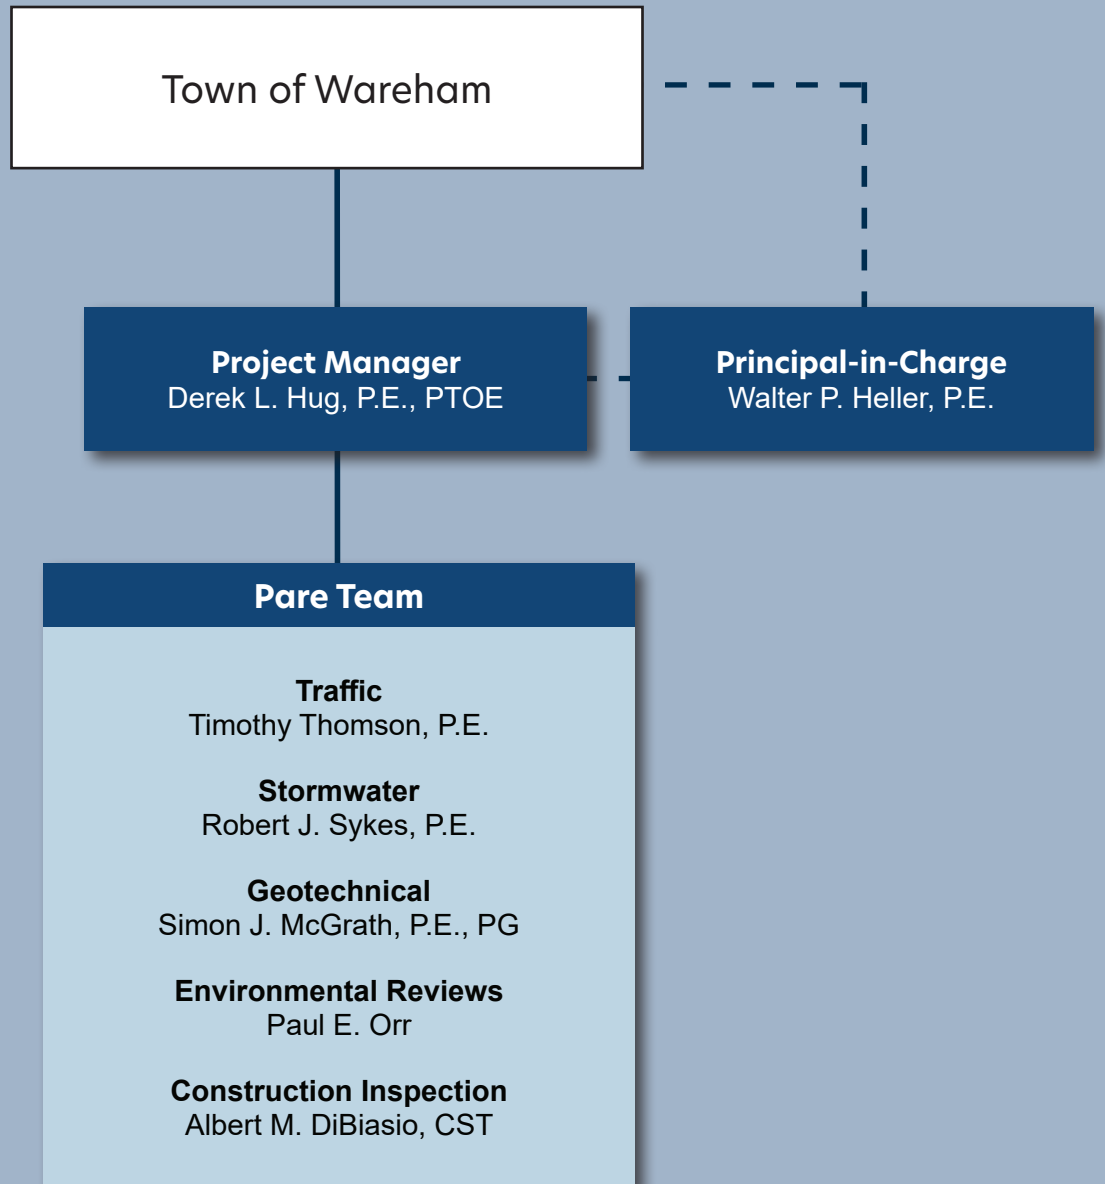 Town of Wareham
Project Manager
Derek L. Hug, P.E., PTOE
Principal-in-Charge
Walter P. Heller, P.E.
Pare Team
Traffic
Timothy Thomson, P.E.
Stormwater
Robert J. Sykes, P.E.
Geotechnical
Simon J. McGrath, P.E., PG
Environmental Reviews
Paul E. Orr
Construction Inspection
Albert M. DiBiasio, CST